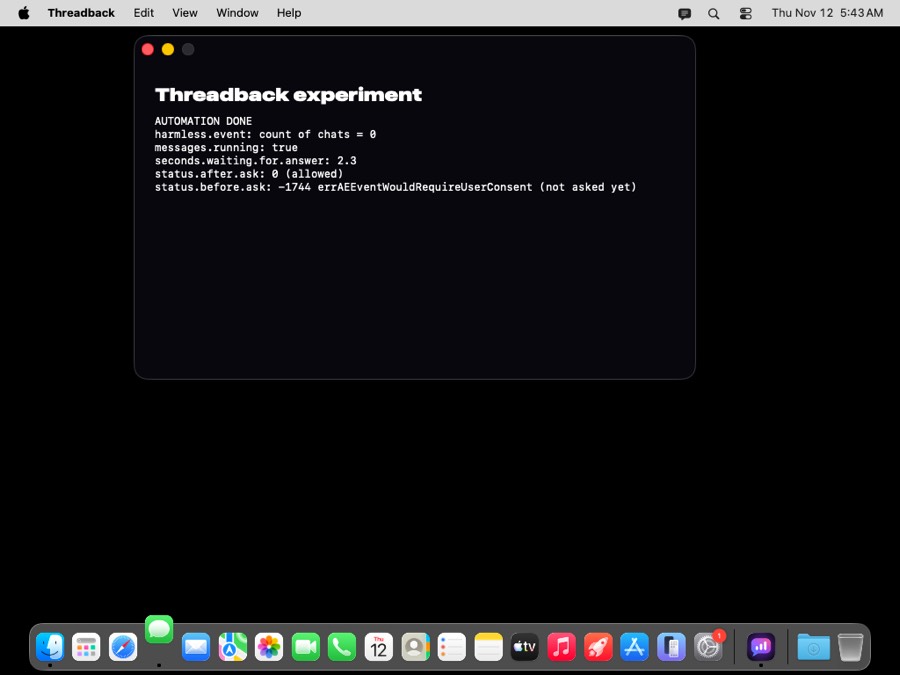 Threadback Edit View Window Help Thu Nov 12 5:43 AM
Threadback experiment
AUTOMATION DONE
harmless.event: count of chats = 0
messages.running: true
seconds.waiting.for.answer: 2.3
status.after.ask: 0 (allowed)
status.before.ask: -1744 errAEEventWouldRequireUserConsent (not asked yet)
Thu
12
tv
1